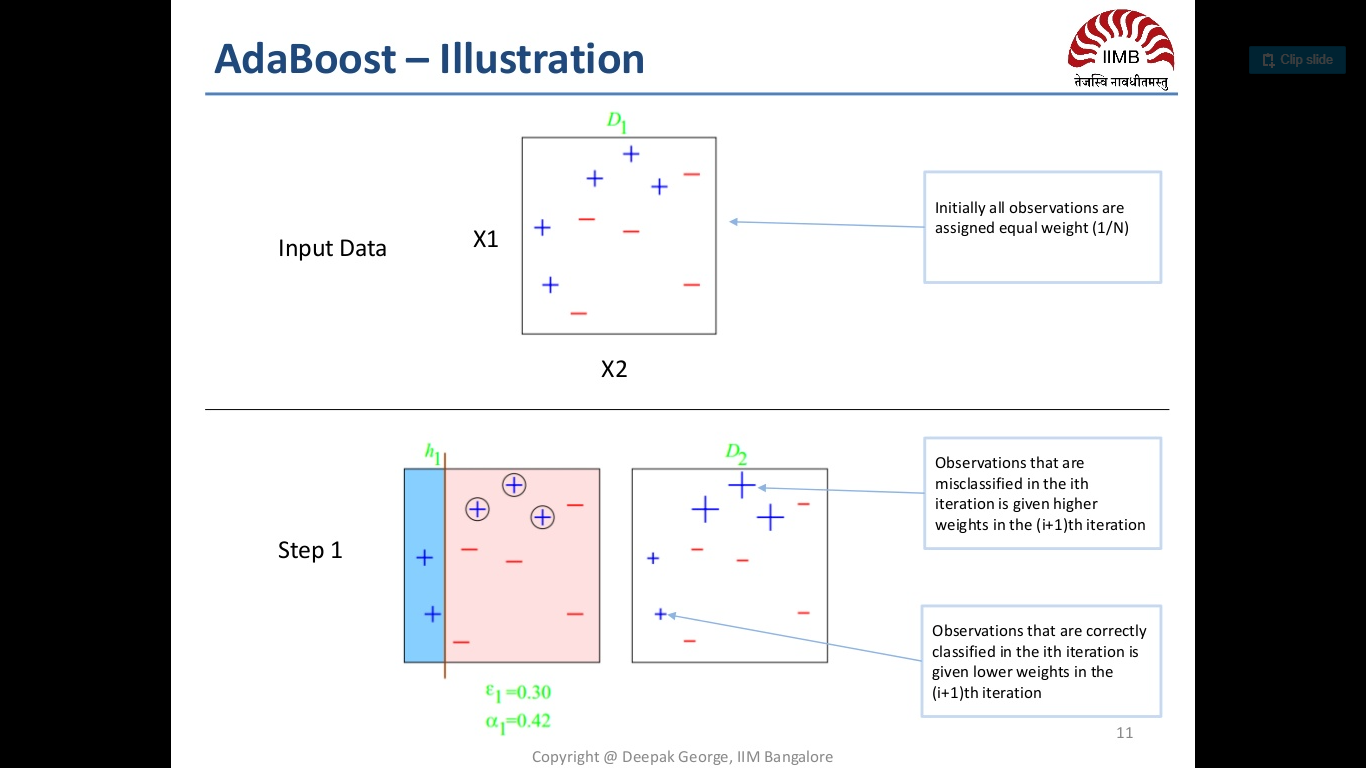 AdaBoost – Illustration
IIMB
तेजस्वि नावधीतमस्तु
Clip slide
D1
Input Data
X1
X2
Initially all observations are
assigned equal weight (1/N)
h1
D2
Step 1
ε1=0.30
α1=0.42
Observations that are
misclassified in the ith
iteration is given higher
weights in the (i+1)th iteration
Observations that are correctly
classified in the ith iteration is
given lower weights in the
(i+1)th iteration
11
Copyright @ Deepak George, IIM Bangalore